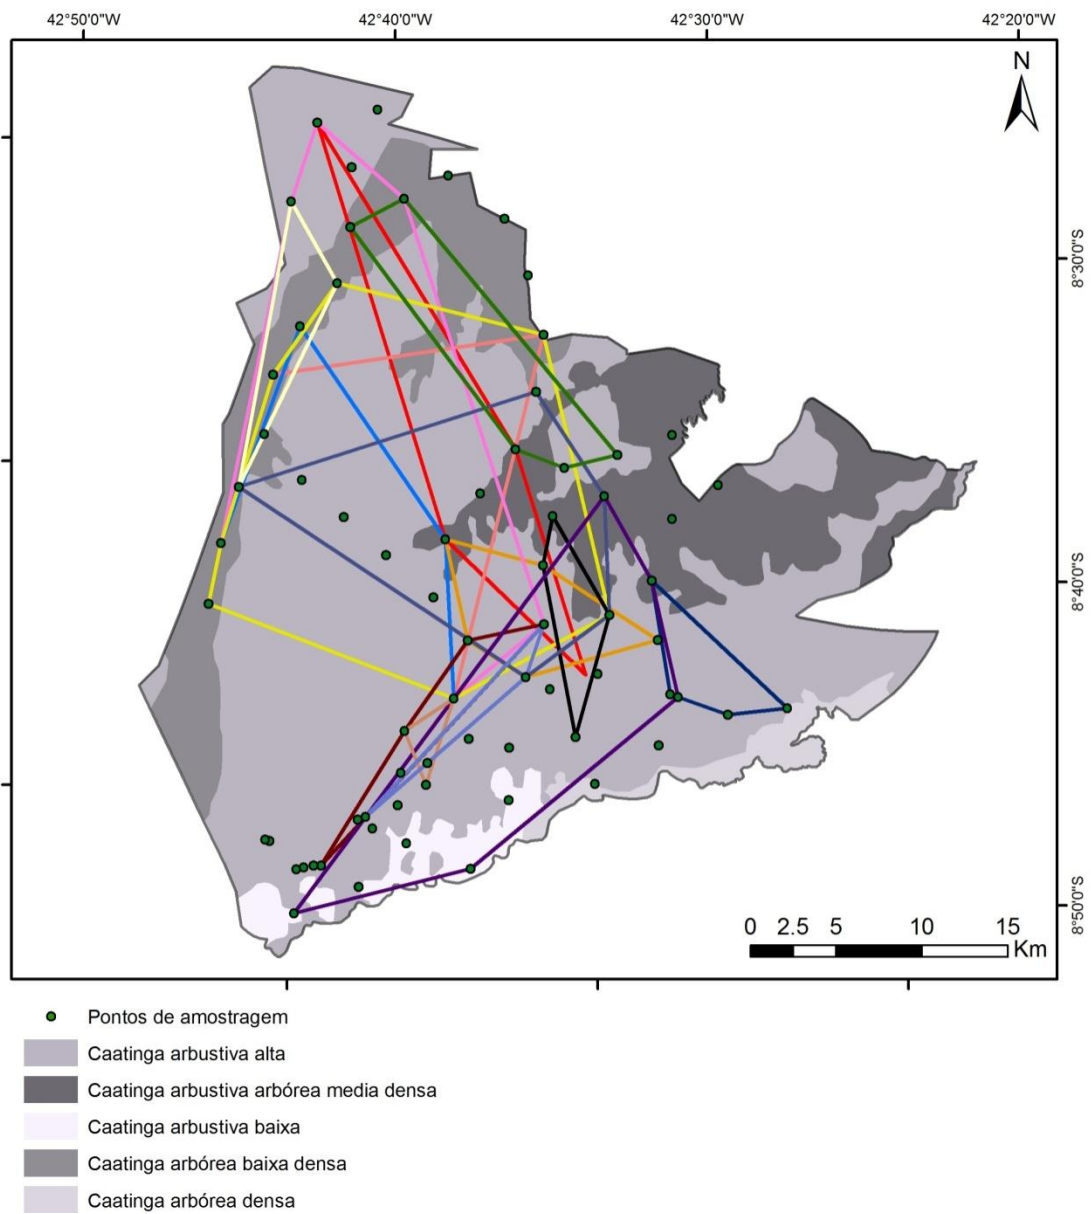 42°50'0"W 42°40'0"W 42°30'0"W 42°20'0"W
N
8°30'0"S
8°40'0"S
8°50'0"S
0 2.5 5 10 15
Km
Pontos de amostragem
Caatinga arbustiva alta
Caatinga arbustiva arbórea media densa
Caatinga arbustiva baixa
Caatinga arbórea baixa densa
Caatinga arbórea densa